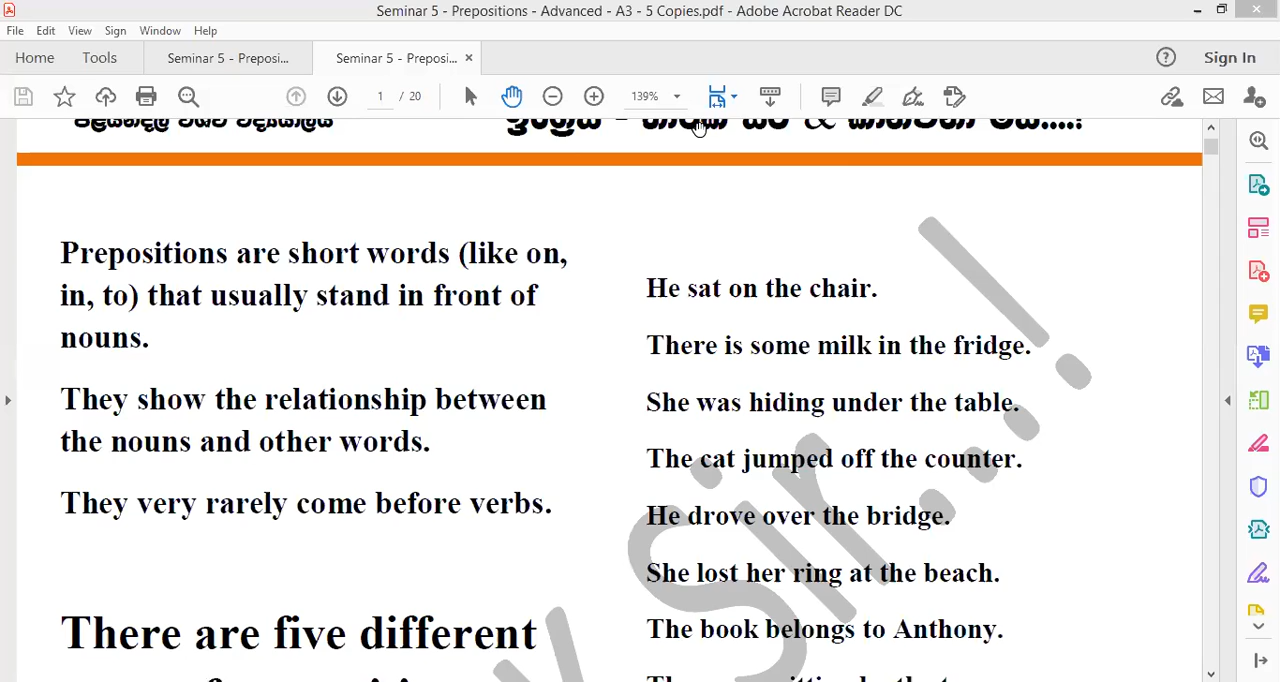 Seminar 5 - Prepositions - Advanced - A3 - 5 Copies.pdf - Adobe Acrobat Reader DC
File Edit View Sign Window Help
Home Tools Seminar 5 - Preposi... Seminar 5 - Preposi... × Sign In
1 / 20 139%
Prepositions are short words (like on,
in, to) that usually stand in front of
nouns.
They show the relationship between
the nouns and other words.
They very rarely come before verbs.
There are five different
He sat on the chair.
There is some milk in the fridge.
She was hiding under the table.
The cat jumped off the counter.
He drove over the bridge.
She lost her ring at the beach.
The book belongs to Anthony.
Sir...!